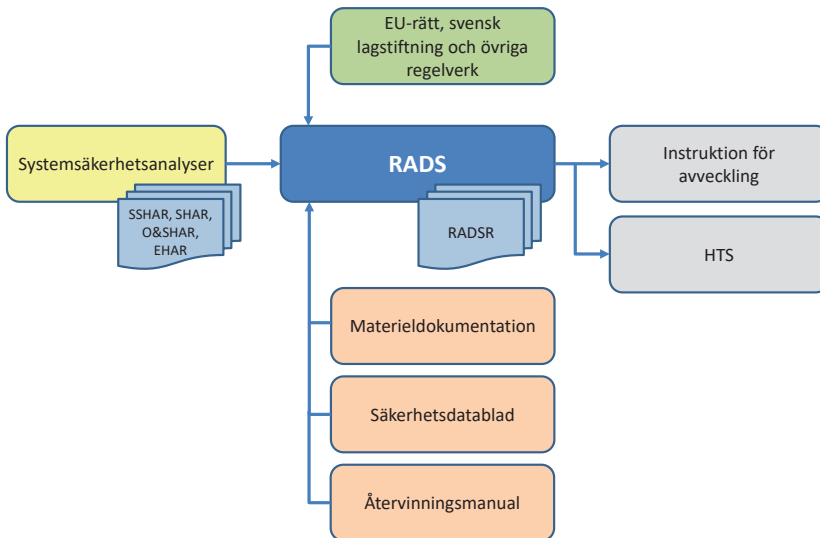 EU-rätt, svensk
lagstiftning och övriga
regelverk
Systemsäkerhetsanalyser
RADS
Instruktion för
avveckling
SSHAR, SHAR,
O&SHAR,
EHAR
RADSR
HTS
Materieldokumentation
Säkerhetsdatablad
Återvinningsmanual